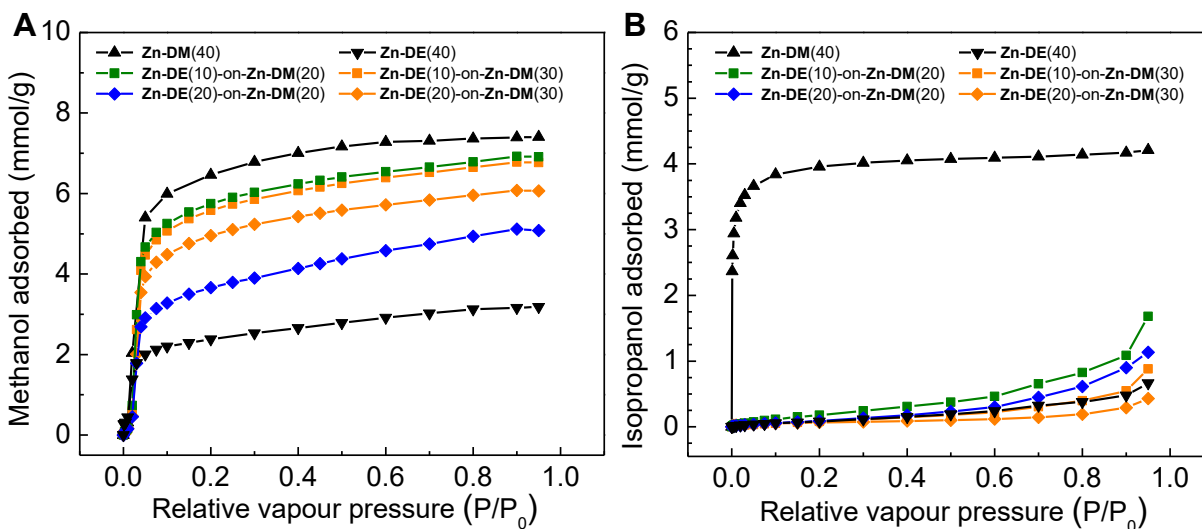 A
Zn-DM(40)
Zn-DE(40)
Zn-DE(10)-on-Zn-DM(20)
Zn-DE(10)-on-Zn-DM(30)
Zn-DE(20)-on-Zn-DM(20)
Zn-DE(20)-on-Zn-DM(30)
Methanol adsorbed (mmol/g)
10
8
6
4
2
0
0.0 0.2 0.4 0.6 0.8 1.0
Relative vapour pressure (P/P0)
B
Zn-DM(40)
Zn-DE(40)
Zn-DE(10)-on-Zn-DM(20)
Zn-DE(10)-on-Zn-DM(30)
Zn-DE(20)-on-Zn-DM(20)
Zn-DE(20)-on-Zn-DM(30)
Isopropanol adsorbed (mmol/g)
6
5
4
3
2
1
0
0.0 0.2 0.4 0.6 0.8 1.0
Relative vapour pressure (P/P0)